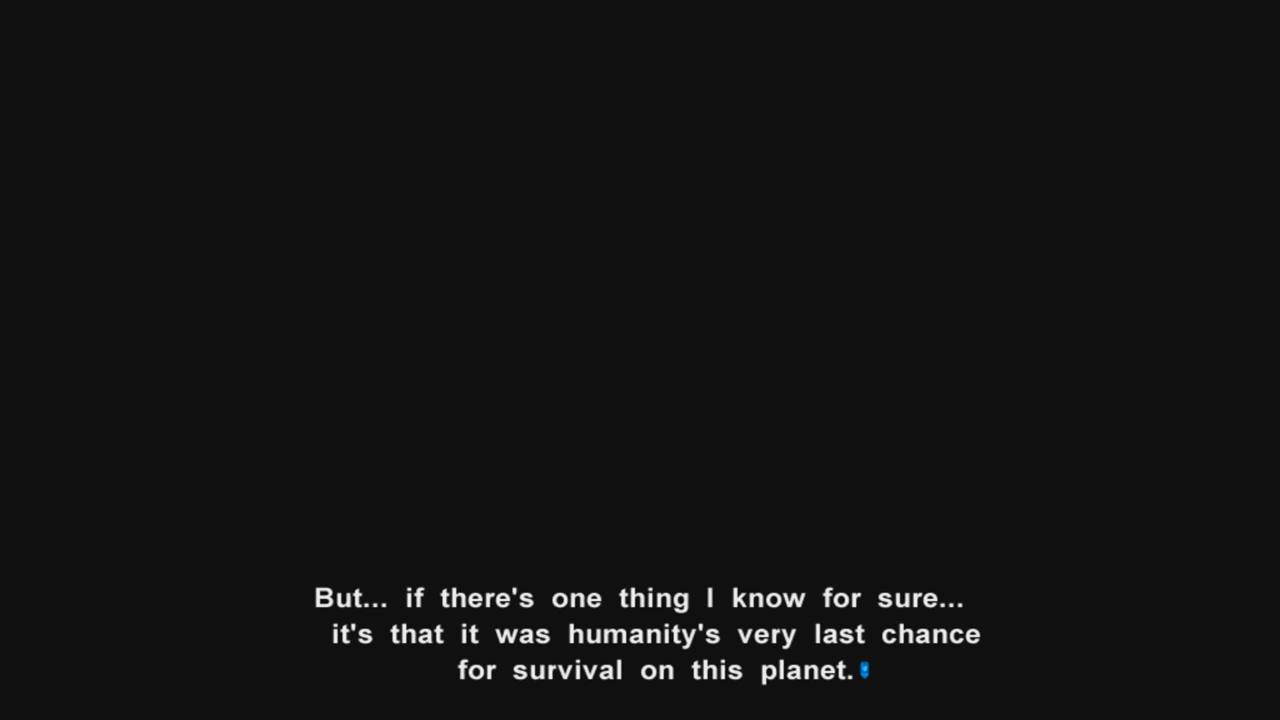 But... if there's one thing I know for sure...
it's that it was humanity's very last chance
for survival on this planet.